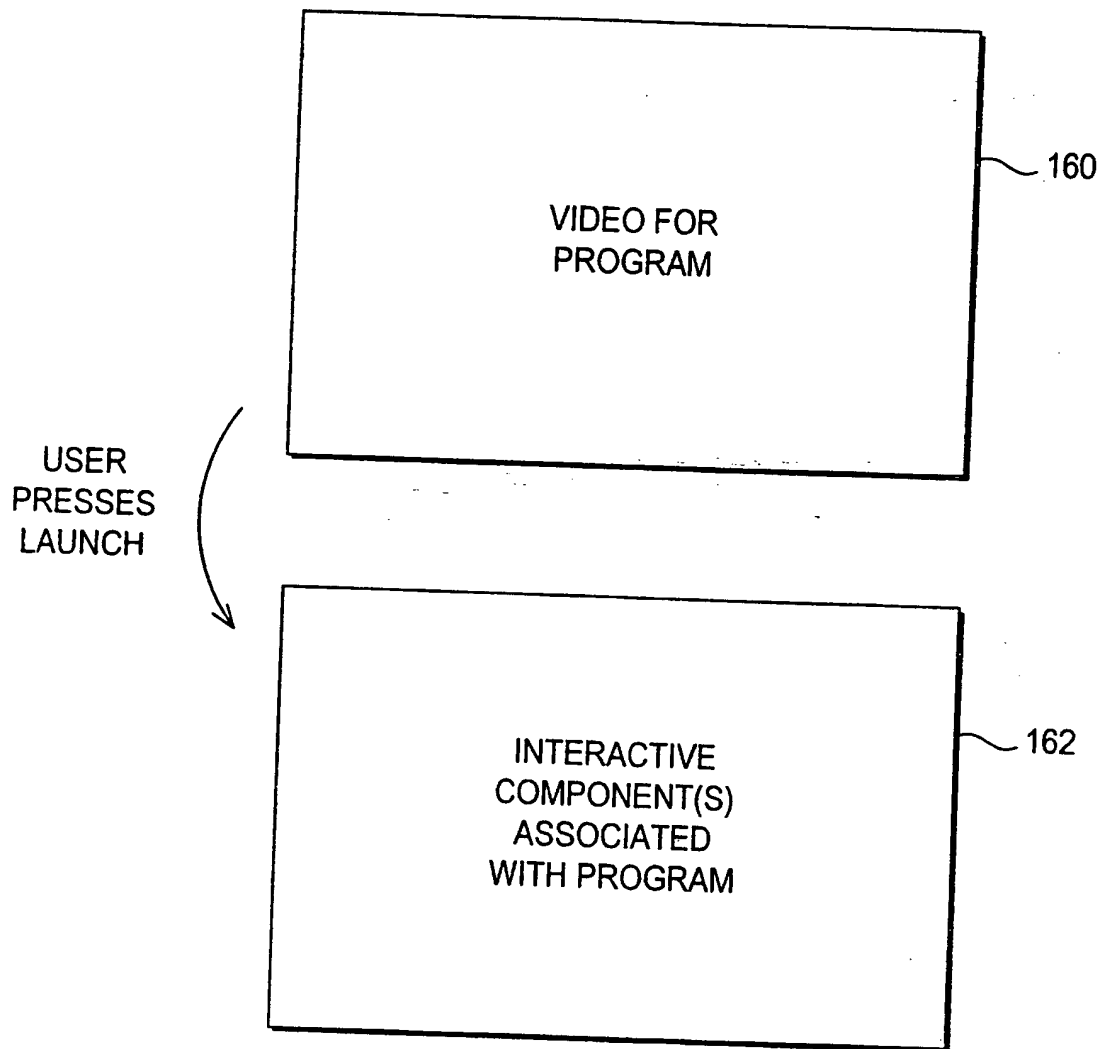 VIDEO FOR
PROGRAM
160
USER
PRESSES
LAUNCH
INTERACTIVE
COMPONENT(S)
ASSOCIATED
WITH PROGRAM
162